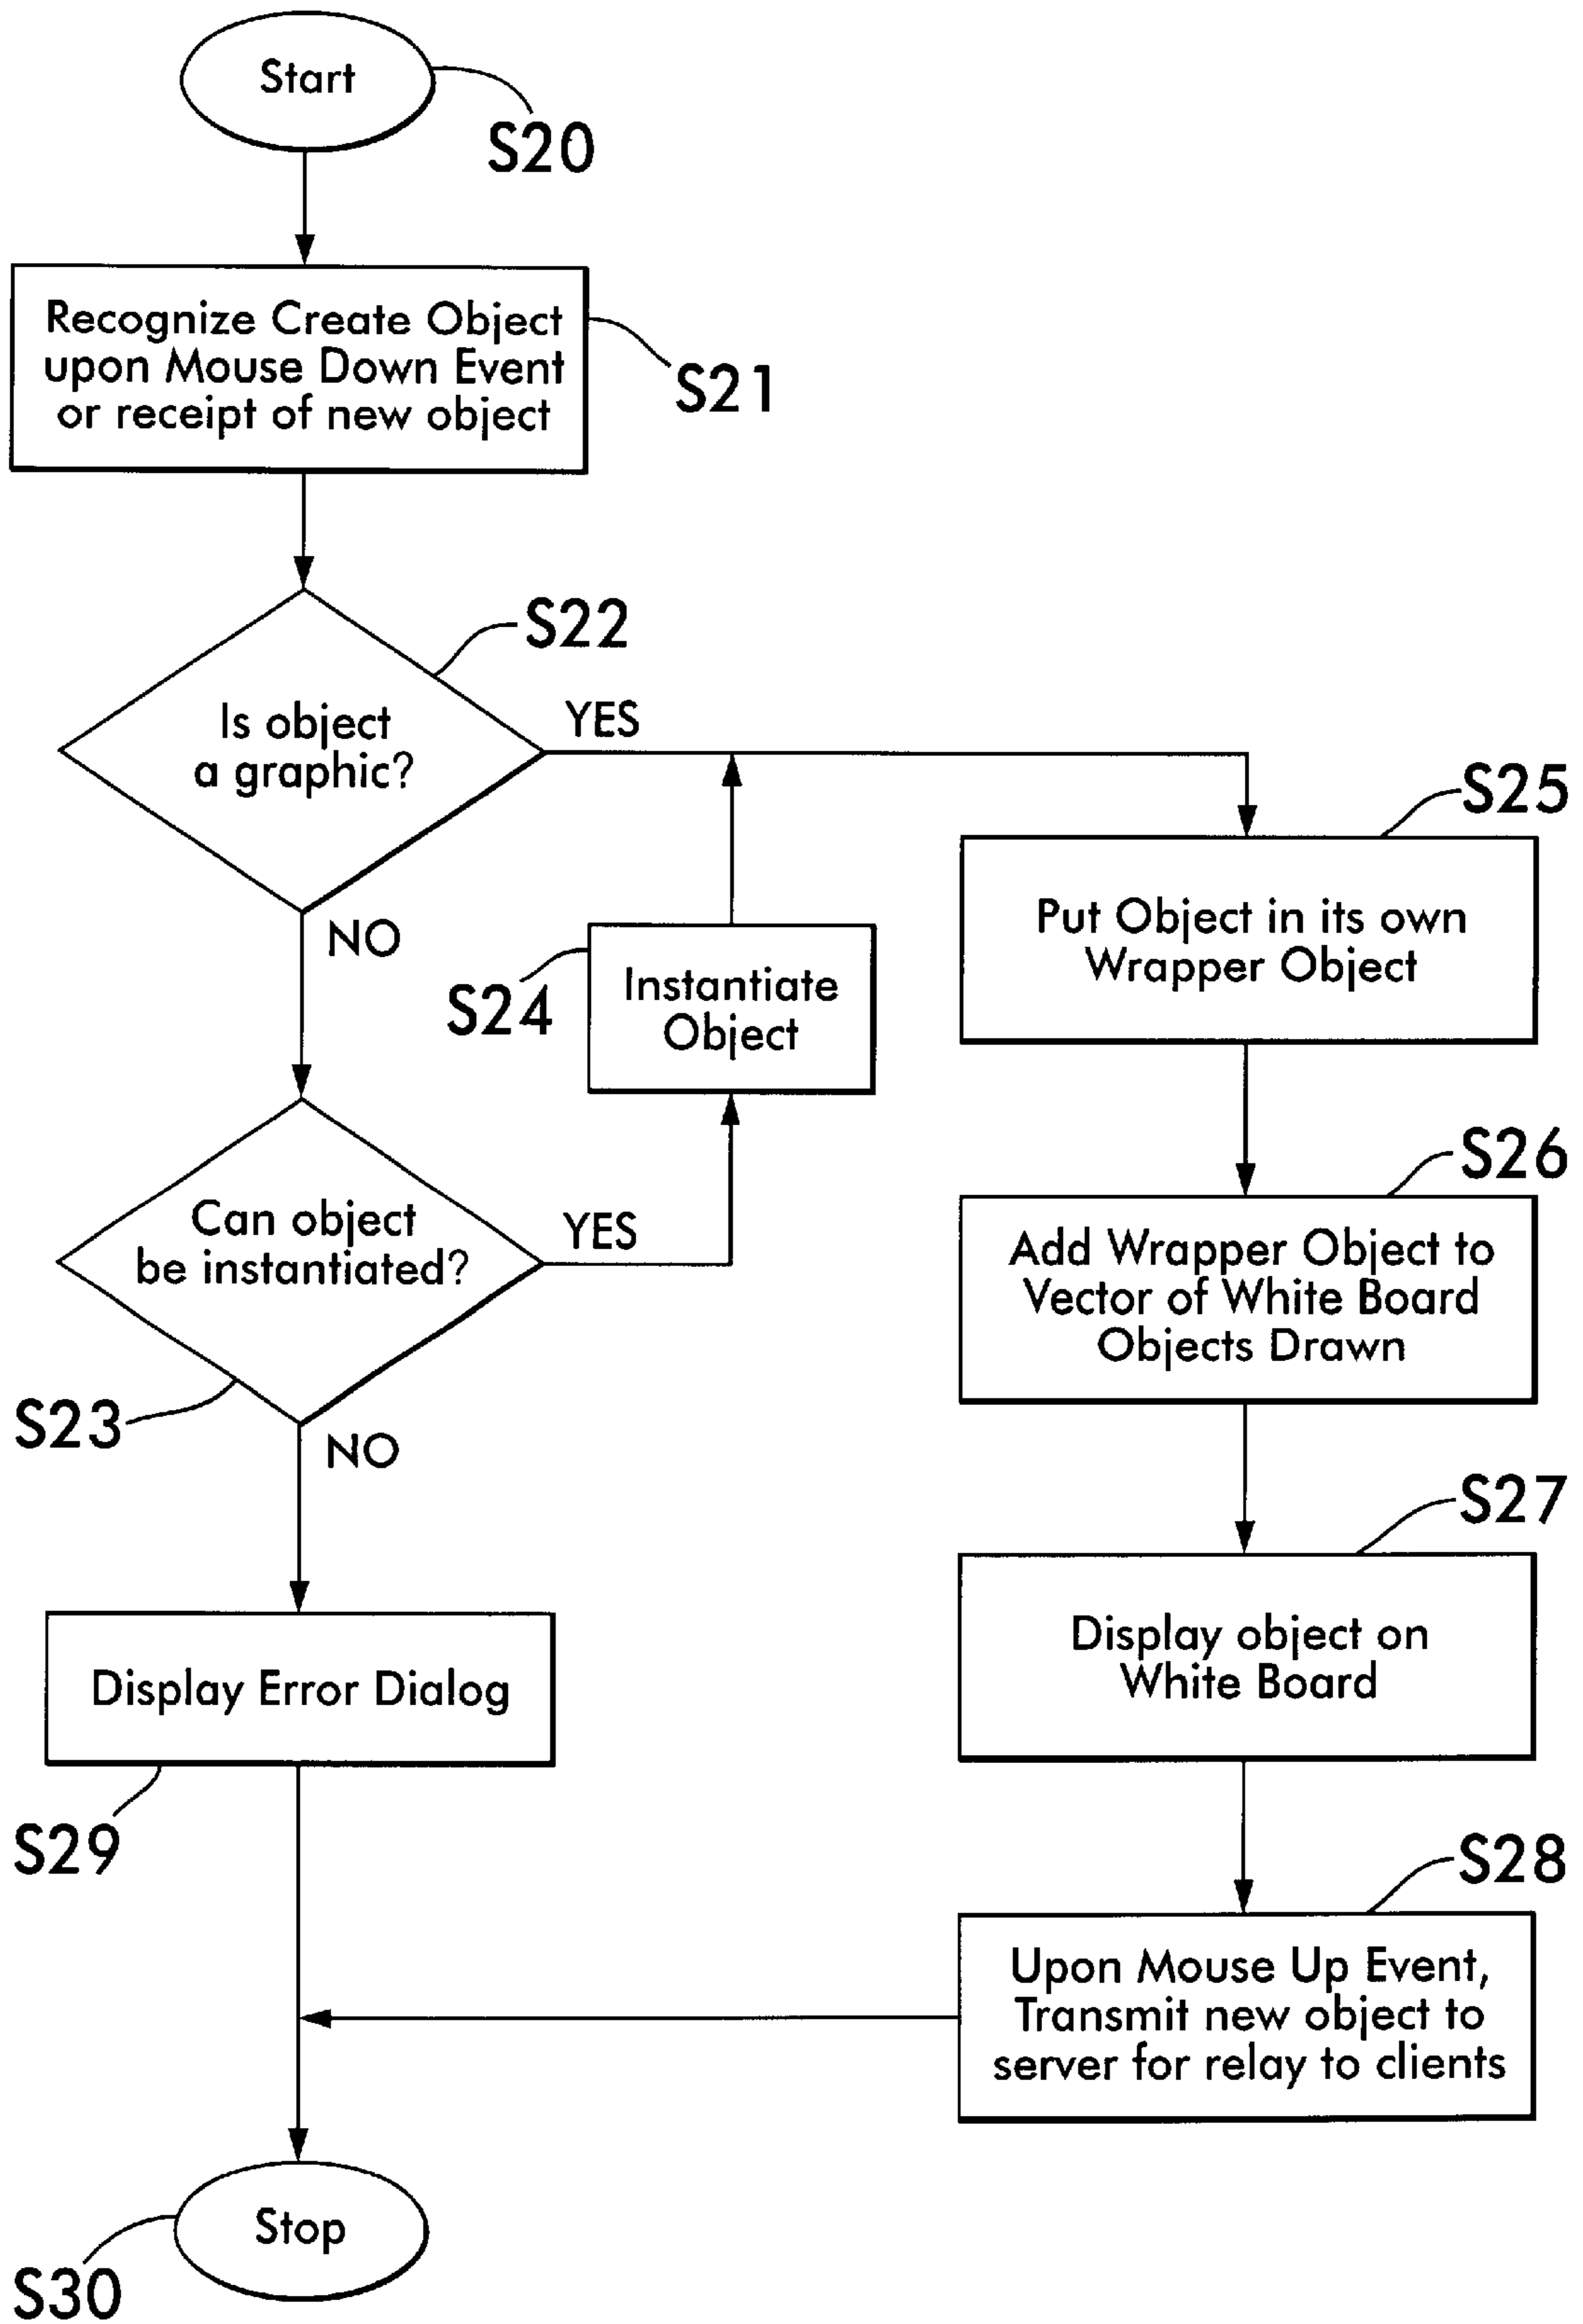 Start
S20
Recognize Create Object
upon Mouse Down Event
or receipt of new object
S21
S22
Is object
a graphic?
YES
NO
S24
Instantiate
Object
S25
Put Object in its own
Wrapper Object
Can object
be instantiated?
YES
S23
NO
S26
Add Wrapper Object to
Vector of White Board
Objects Drawn
S27
Display object on
White Board
Display Error Dialog
S29
S28
Upon Mouse Up Event,
Transmit new object to
server for relay to clients
Stop
S30